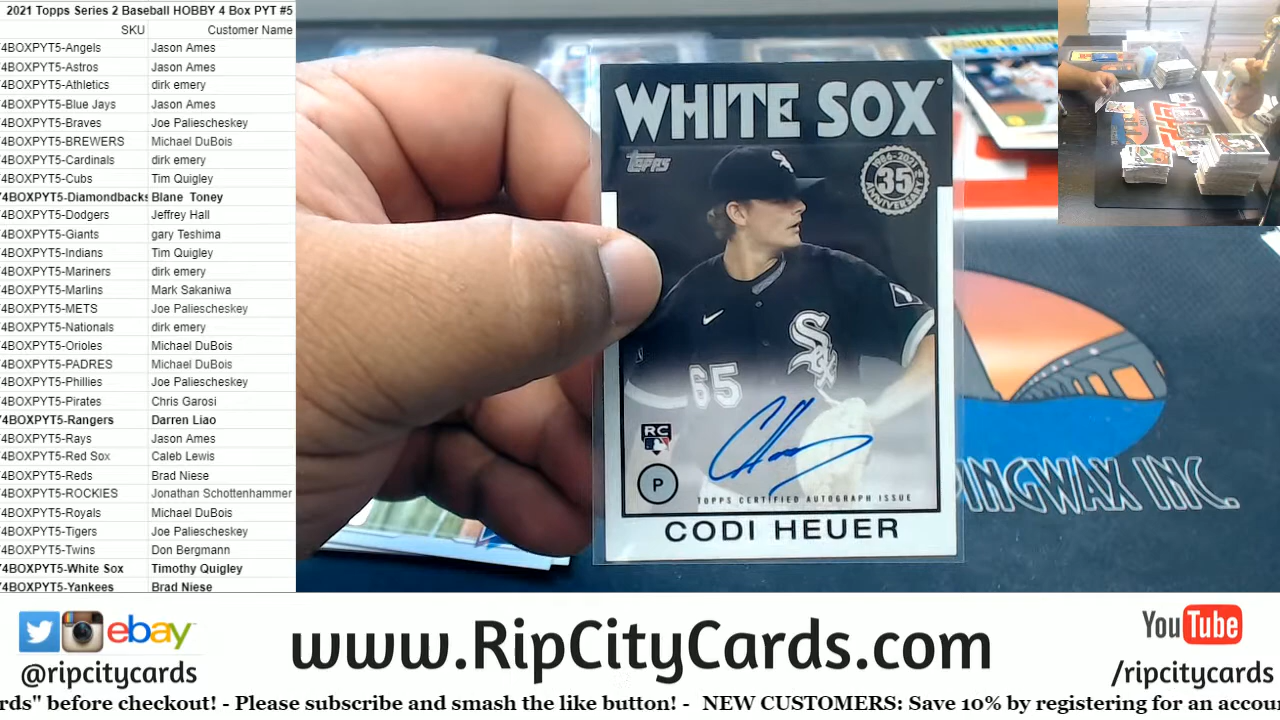 2021 Topps Series 2 Baseball HOBBY 4 Box PYT #5
SKU Customer Name
4BOXPYT5-Angels Jason Ames
4BOXPYT5-Astros Jason Ames
4BOXPYT5-Athletics dirk emery
4BOXPYT5-Blue Jays Jason Ames
4BOXPYT5-Braves Joe Paliescheskey
4BOXPYT5-BREWERS Michael DuBois
4BOXPYT5-Cardinals dirk emery
4BOXPYT5-Cubs Tim Quigley
4BOXPYT5-Diamondbacks Blane Toney
4BOXPYT5-Dodgers Jeffrey Hall
4BOXPYT5-Giants gary Teshima
4BOXPYT5-Indians Tim Quigley
4BOXPYT5-Mariners dirk emery
4BOXPYT5-Marlins Mark Sakaniwa
4BOXPYT5-METS Joe Paliescheskey
4BOXPYT5-Nationals dirk emery
4BOXPYT5-Orioles Michael DuBois
4BOXPYT5-PADRES Michael DuBois
4BOXPYT5-Phillies Joe Paliescheskey
4BOXPYT5-Pirates Chris Garosi
4BOXPYT5-Rangers Darren Liao
4BOXPYT5-Rays Jason Ames
4BOXPYT5-Red Sox Caleb Lewis
4BOXPYT5-Reds Brad Niese
4BOXPYT5-ROCKIES Jonathan Schottenhammer
4BOXPYT5-Royals Michael DuBois
4BOXPYT5-Tigers Joe Paliescheskey
4BOXPYT5-Twins Don Bergmann
4BOXPYT5-White Sox Timothy Quigley
4BOXPYT5-Yankees Brad Niese
WHITE SOX
TOPPS
35
ANNIVERSARY
Sox
65
RC
P
TOPPS CERTIFIED AUTOGRAPH ISSUE
CODI HEUER
PINGWAX INC.
ebay
@ripcitycards
www.RipCityCards.com
YouTube
/ripcitycards
rds" before checkout! - Please subscribe and smash the like button! - NEW CUSTOMERS: Save 10% by registering for an accou